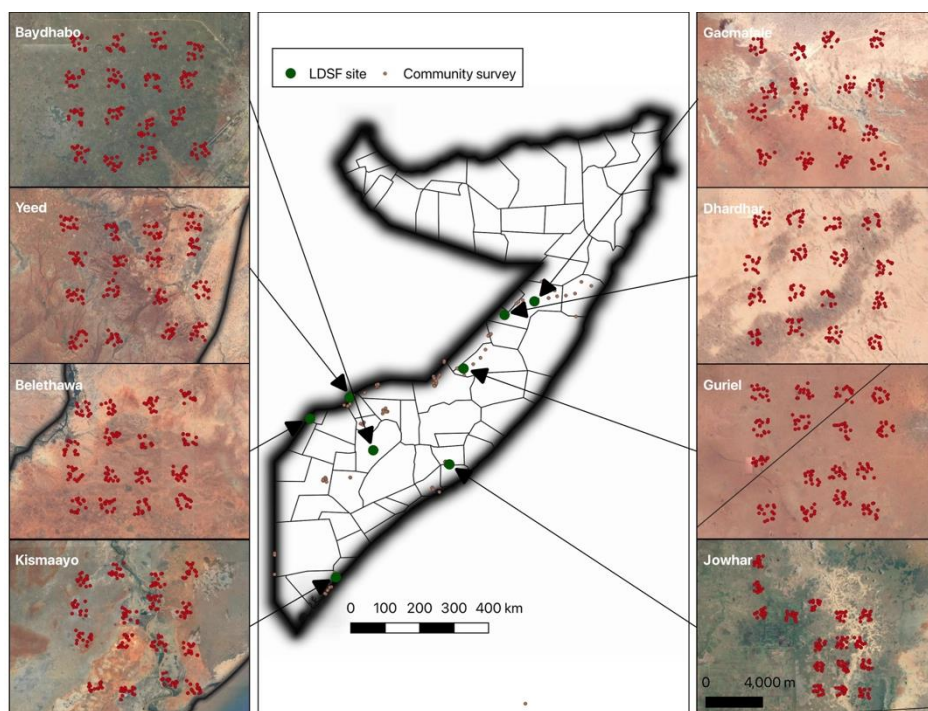 Baydhabo
Yeed
Belethawa
Kismaayo
LDSF site
Community survey
0 100 200 300 400 km
Gacmafale
Dhardhar
Guriel
Jowhar
0 4,000 m